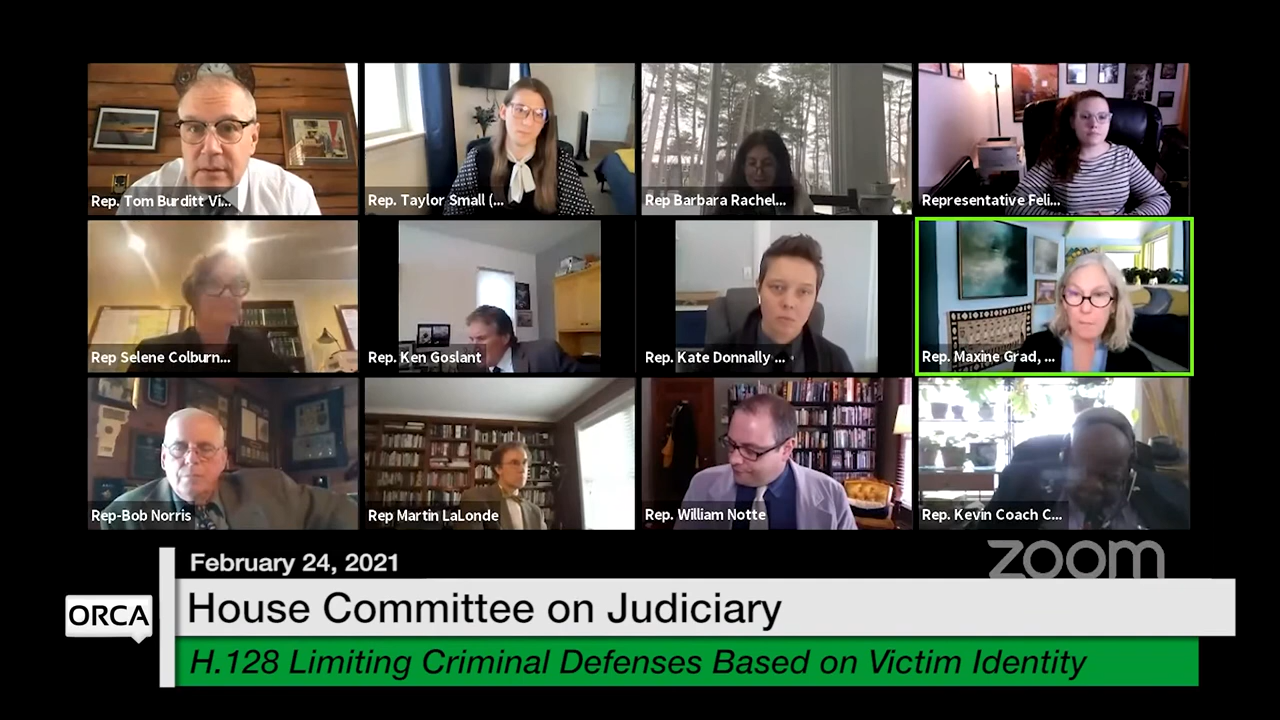 Rep. Tom Burditt Vi...
Rep. Taylor Small (...
Rep Barbara Rachel...
Representative Feli...
Rep Selene Colburn...
Rep. Ken Goslant
Rep. Kate Donnally ...
Rep. Maxine Grad, ...
Rep-Bob Norris
Rep Martin LaLonde
Rep. William Notte
Rep. Kevin Coach C...
zoom
February 24, 2021
ORCA
House Committee on Judiciary
H.128 Limiting Criminal Defenses Based on Victim Identity